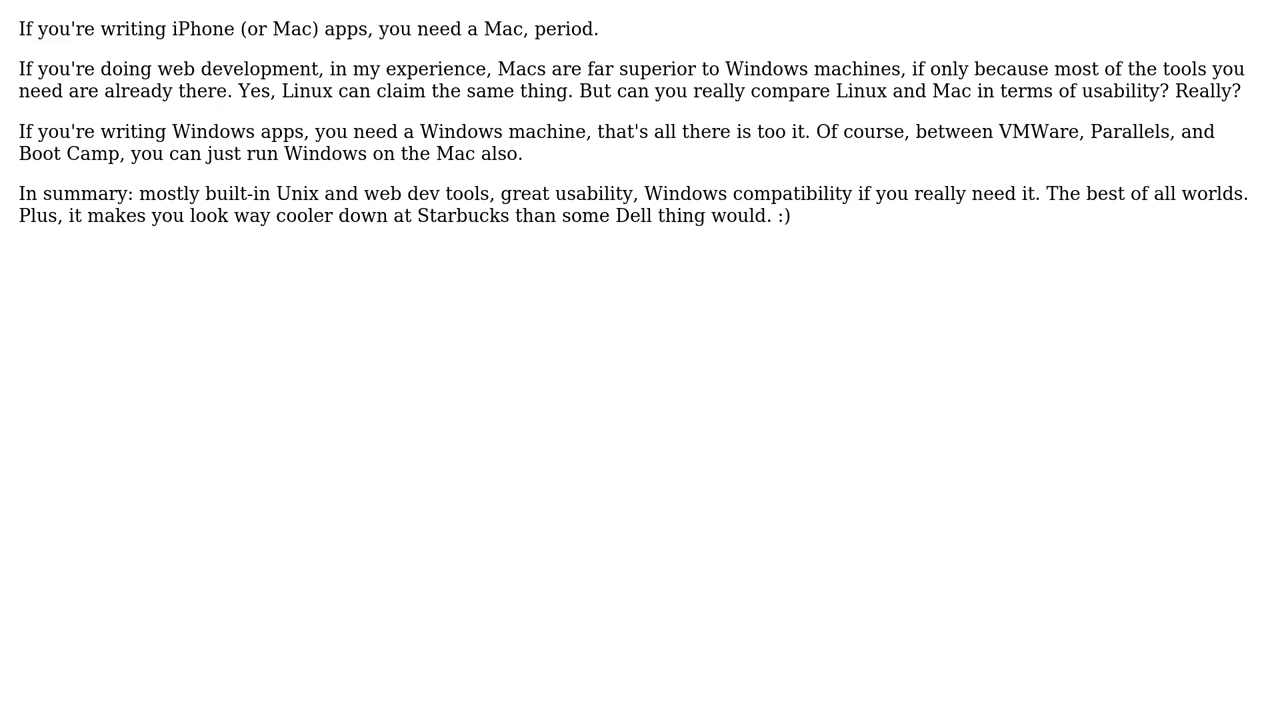 If you're writing iPhone (or Mac) apps, you need a Mac, period.
If you're doing web development, in my experience, Macs are far superior to Windows machines, if only because most of the tools you
need are already there. Yes, Linux can claim the same thing. But can you really compare Linux and Mac in terms of usability? Really?
If you're writing Windows apps, you need a Windows machine, that's all there is too it. Of course, between VMWare, Parallels, and
Boot Camp, you can just run Windows on the Mac also.
In summary: mostly built-in Unix and web dev tools, great usability, Windows compatibility if you really need it. The best of all worlds.
Plus, it makes you look way cooler down at Starbucks than some Dell thing would. :)